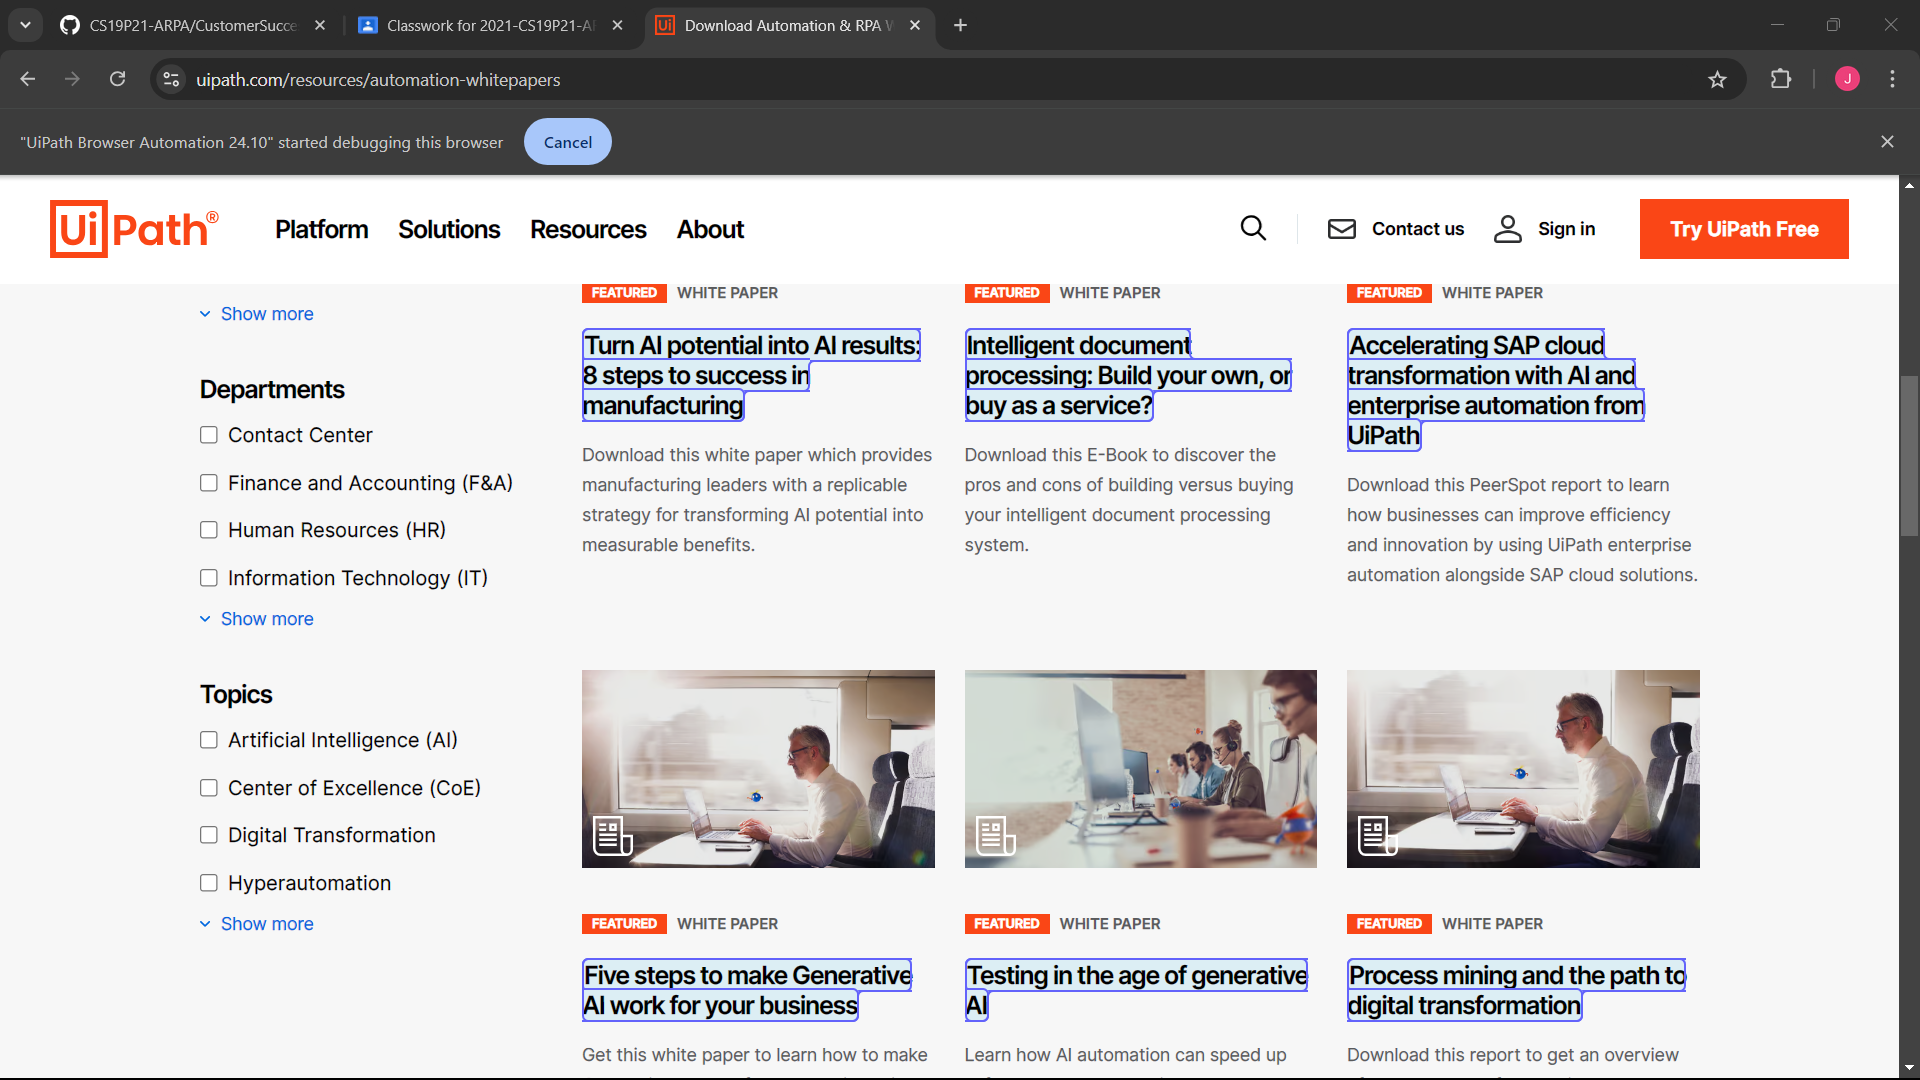 CS19P21-ARPA/CustomerSucce
Classwork for 2021-CS19P21-AR
Ui
Download Automation & RPA W
uipath.com/resources/automation-whitepapers
J
"UiPath Browser Automation 24.10" started debugging this browser
Cancel
UiPath®
Platform
Solutions
Resources
About
Contact us
Sign in
Try UiPath Free
Show more
Departments
Contact Center
Finance and Accounting (F&A)
Human Resources (HR)
Information Technology (IT)
Show more
Topics
Artificial Intelligence (AI)
Center of Excellence (CoE)
Digital Transformation
Hyperautomation
Show more
FEATURED WHITE PAPER
Turn AI potential into AI results:
8 steps to success in
manufacturing
Download this white paper which provides
manufacturing leaders with a replicable
strategy for transforming AI potential into
measurable benefits.
FEATURED WHITE PAPER
Intelligent document
processing: Build your own, or
buy as a service?
Download this E-Book to discover the
pros and cons of building versus buying
your intelligent document processing
system.
FEATURED WHITE PAPER
Accelerating SAP cloud
transformation with AI and
enterprise automation from
UiPath
Download this PeerSpot report to learn
how businesses can improve efficiency
and innovation by using UiPath enterprise
automation alongside SAP cloud solutions.
FEATURED WHITE PAPER
Five steps to make Generative
AI work for your business
Get this white paper to learn how to make
FEATURED WHITE PAPER
Testing in the age of generative
AI
Learn how AI automation can speed up
FEATURED WHITE PAPER
Process mining and the path to
digital transformation
Download this report to get an overview